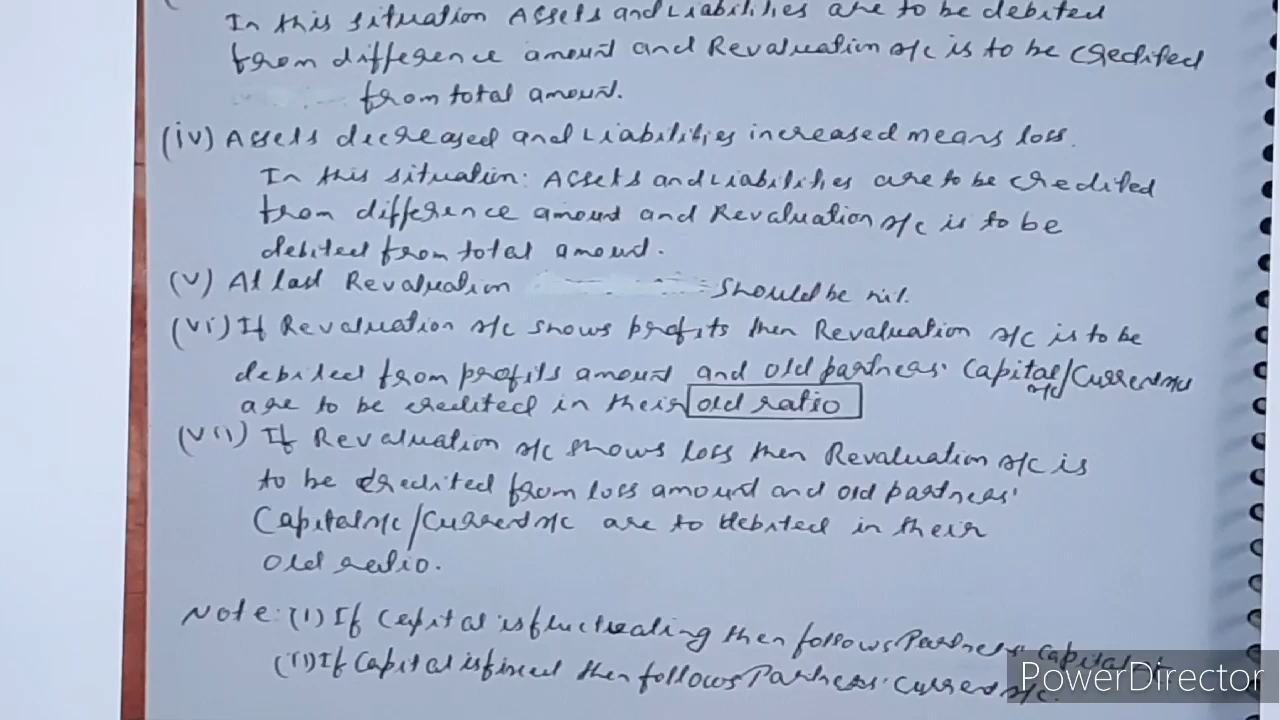 In this situation Assets and Liabilities are to be debited
from difference amount and Revaluation A/c is to be credited
from total amount.
(iv) Assets decreased and Liabilities increased means loss.
In this situation: Assets and Liabilities are to be credited
from difference amount and Revaluation A/c is to be
debited from total amount.
(v) At last Revaluation should be nil.
(vi) If Revaluation A/c shows profits then Revaluation A/c is to be
debited from profits amount and old partners' Capital/Current A/c
A/c
are to be credited in their old ratio
(vii) If Revaluation A/c shows loss then Revaluation A/c is
to be credited from loss amount and old partners'
Capital A/c/Current A/c are to debited in their
old ratio.
Note: (i) If Capital is fluctuating then follows Partners' Capital A/c
(ii) If Capital is fixed then follows Partners' Current A/c.
PowerDirector